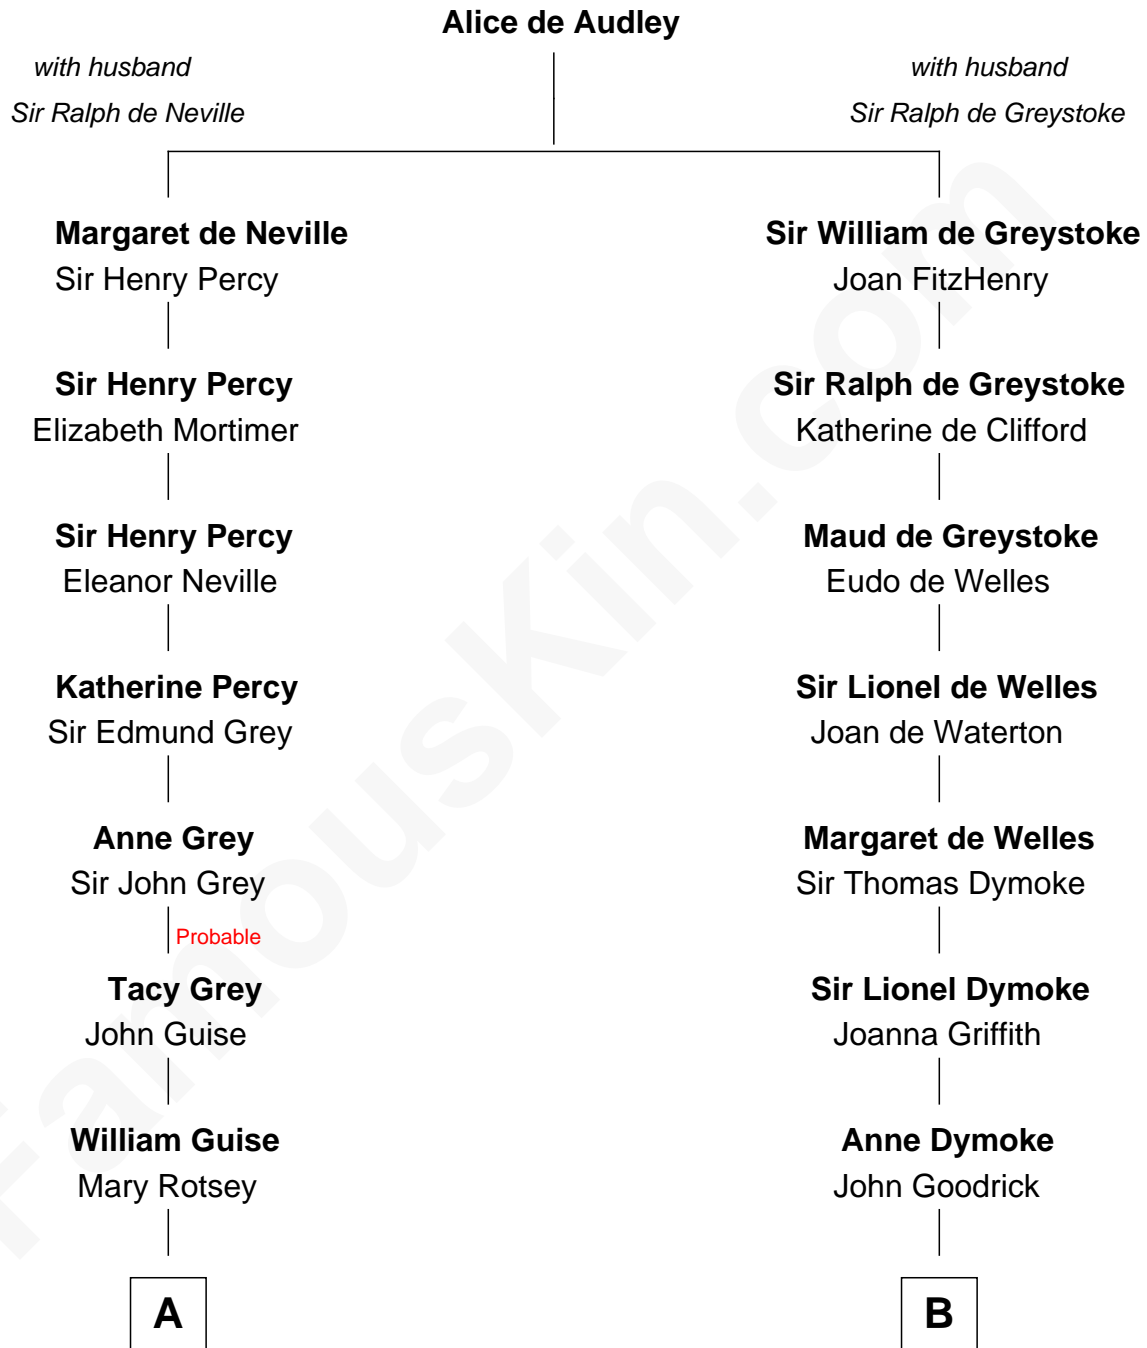 Alice de Audley
with husband
Sir Ralph de Neville
with husband
Sir Ralph de Greystoke
Margaret de Neville
Sir Henry Percy
Sir William de Greystoke
Joan FitzHenry
Sir Henry Percy
Elizabeth Mortimer
Sir Ralph de Greystoke
Katherine de Clifford
Sir Henry Percy
Eleanor Neville
Maud de Greystoke
Eudo de Welles
Katherine Percy
Sir Edmund Grey
Sir Lionel de Welles
Joan de Waterton
Anne Grey
Sir John Grey
Margaret de Welles
Sir Thomas Dymoke
Probable
Tacy Grey
John Guise
Sir Lionel Dymoke
Joanna Griffith
William Guise
Mary Rotsey
Anne Dymoke
John Goodrick
A
B
FamousKin.com